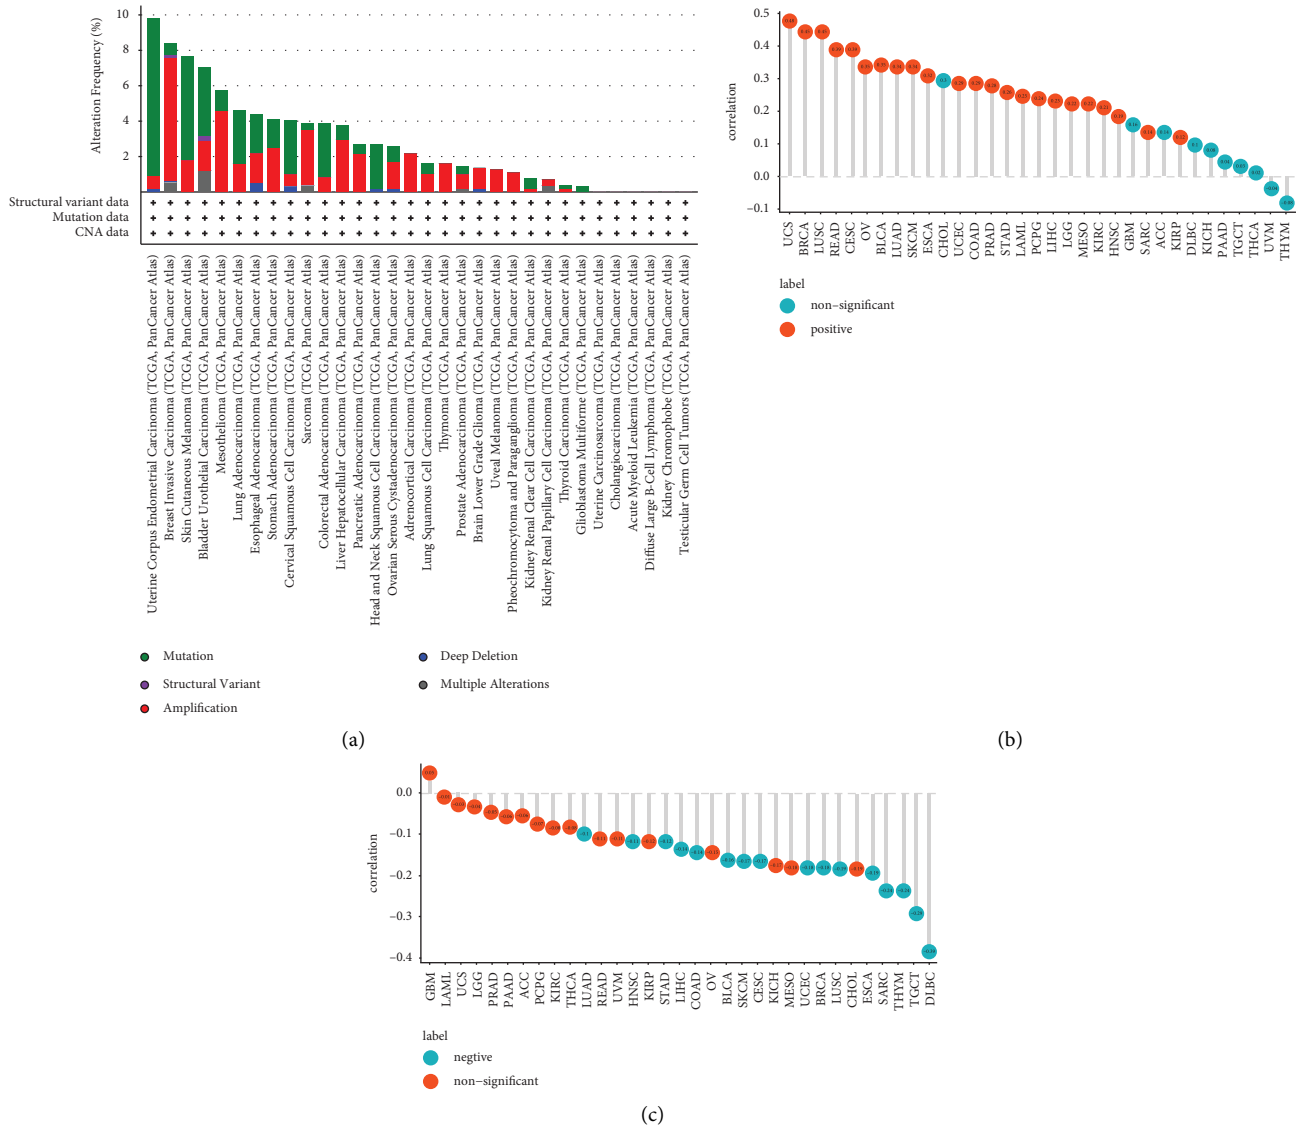 Alteration Frequency (%)
10
8
6
4
2
Structural variant data
Mutation data
CNA data
Uterine Corpus Endometrial Carcinoma (TCGA, PanCancer Atlas)
Breast Invasive Carcinoma (TCGA, PanCancer Atlas)
Skin Cutaneous Melanoma (TCGA, PanCancer Atlas)
Bladder Urothelial Carcinoma (TCGA, PanCancer Atlas)
Mesothelioma (TCGA, PanCancer Atlas)
Lung Adenocarcinoma (TCGA, PanCancer Atlas)
Esophageal Adenocarcinoma (TCGA, PanCancer Atlas)
Stomach Adenocarcinoma (TCGA, PanCancer Atlas)
Cervical Squamous Cell Carcinoma (TCGA, PanCancer Atlas)
Sarcoma (TCGA, PanCancer Atlas)
Colorectal Adenocarcinoma (TCGA, PanCancer Atlas)
Liver Hepatocellular Carcinoma (TCGA, PanCancer Atlas)
Pancreatic Adenocarcinoma (TCGA, PanCancer Atlas)
Head and Neck Squamous Cell Carcinoma (TCGA, PanCancer Atlas)
Ovarian Serous Cystadenocarcinoma (TCGA, PanCancer Atlas)
Adrenocortical Carcinoma (TCGA, PanCancer Atlas)
Lung Squamous Cell Carcinoma (TCGA, PanCancer Atlas)
Thymoma (TCGA, PanCancer Atlas)
Prostate Adenocarcinoma (TCGA, PanCancer Atlas)
Brain Lower Grade Glioma (TCGA, PanCancer Atlas)
Uveal Melanoma (TCGA, PanCancer Atlas)
Pheochromocytoma and Paraganglioma (TCGA, PanCancer Atlas)
Kidney Renal Clear Cell Carcinoma (TCGA, PanCancer Atlas)
Kidney Renal Papillary Cell Carcinoma (TCGA, PanCancer Atlas)
Thyroid Carcinoma (TCGA, PanCancer Atlas)
Glioblastoma Multiforme (TCGA, PanCancer Atlas)
Uterine Carcinosarcoma (TCGA, PanCancer Atlas)
Cholangiocarcinoma (TCGA, PanCancer Atlas)
Acute Myeloid Leukemia (TCGA, PanCancer Atlas)
Diffuse Large B-Cell Lymphoma (TCGA, PanCancer Atlas)
Kidney Chromophobe (TCGA, PanCancer Atlas)
Testicular Germ Cell Tumors (TCGA, PanCancer Atlas)
Mutation
Structural Variant
Amplification
Deep Deletion
Multiple Alterations
(a)
correlation
0.5
0.4
0.3
0.2
0.1
0.0
−0.1
UCS
BRCA
LUSC
READ
CESC
OV
BLCA
LUAD
SKCM
ESCA
CHOL
UCEC
COAD
PRAD
STAD
LAML
PCPG
LIHC
LGG
MESO
KIRC
HNSC
GBM
SARC
ACC
KIRP
DLBC
KICH
PAAD
TGCT
THCA
UVM
THYM
label
non−significant
positive
(b)
correlation
0.0
−0.1
−0.2
−0.3
−0.4
GBM
LAML
UCS
LGG
PRAD
PAAD
ACC
PCPG
KIRC
THCA
LUAD
READ
UVM
HNSC
KIRP
STAD
LIHC
COAD
OV
BLCA
SKCM
CESC
KICH
MESO
UCEC
BRCA
LUSC
CHOL
ESCA
SARC
THYM
TGCT
DLBC
label
negtive
non−significant
(c)